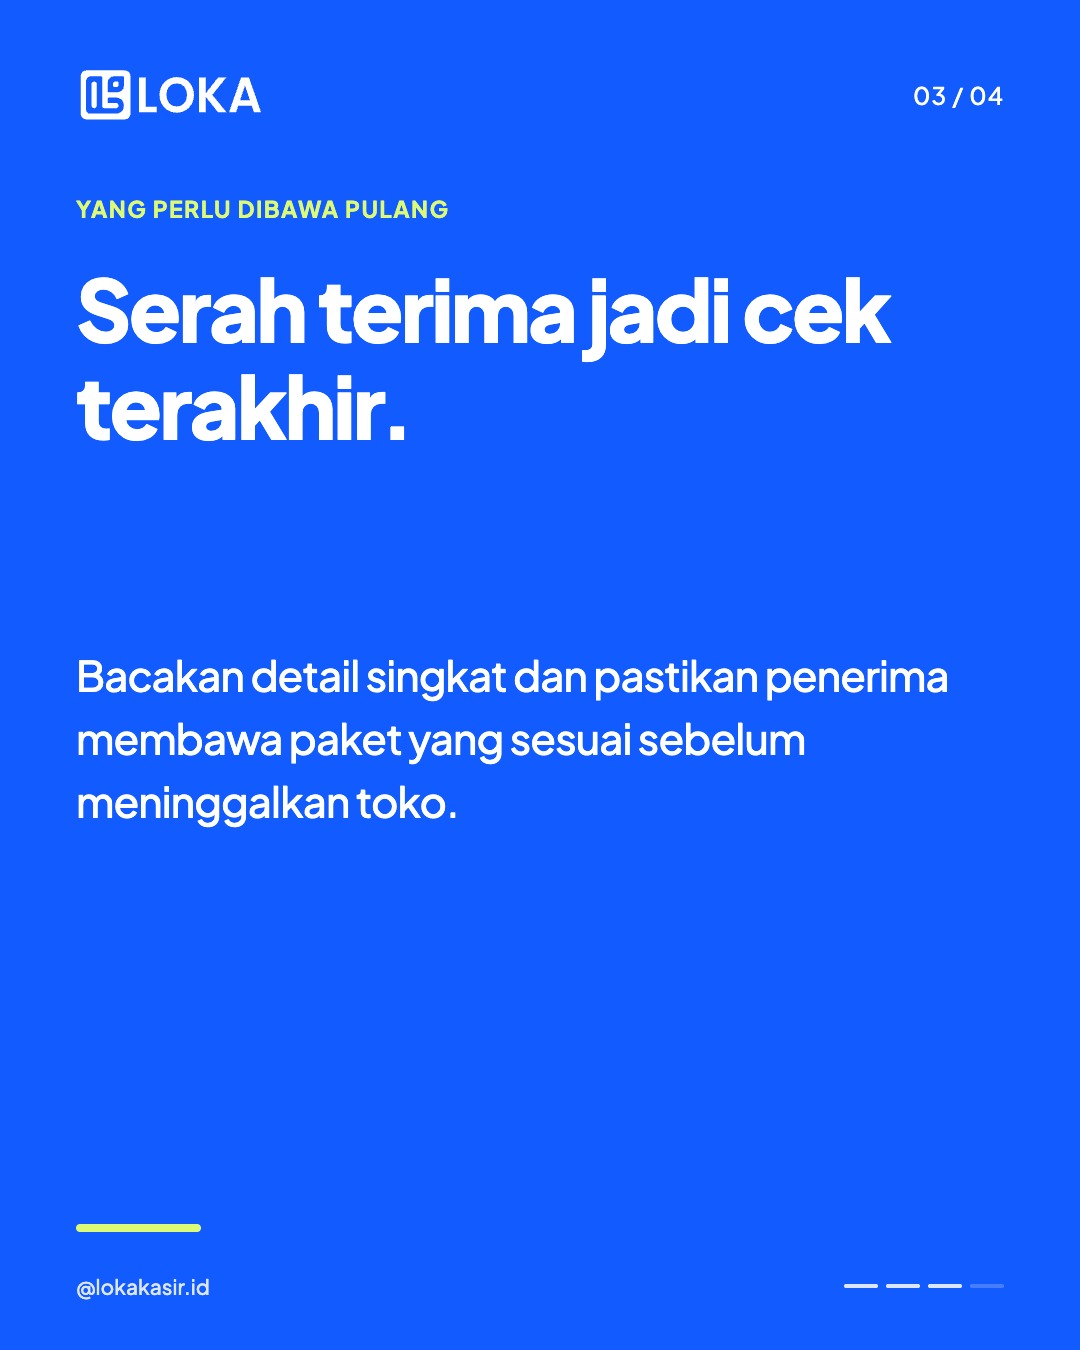 LOKA
03 / 04
YANG PERLU DIBAWA PULANG
Serah terima jadi cek
terakhir.
Bacakan detail singkat dan pastikan penerima
membawa paket yang sesuai sebelum
meninggalkan toko.
@lokakasir.id